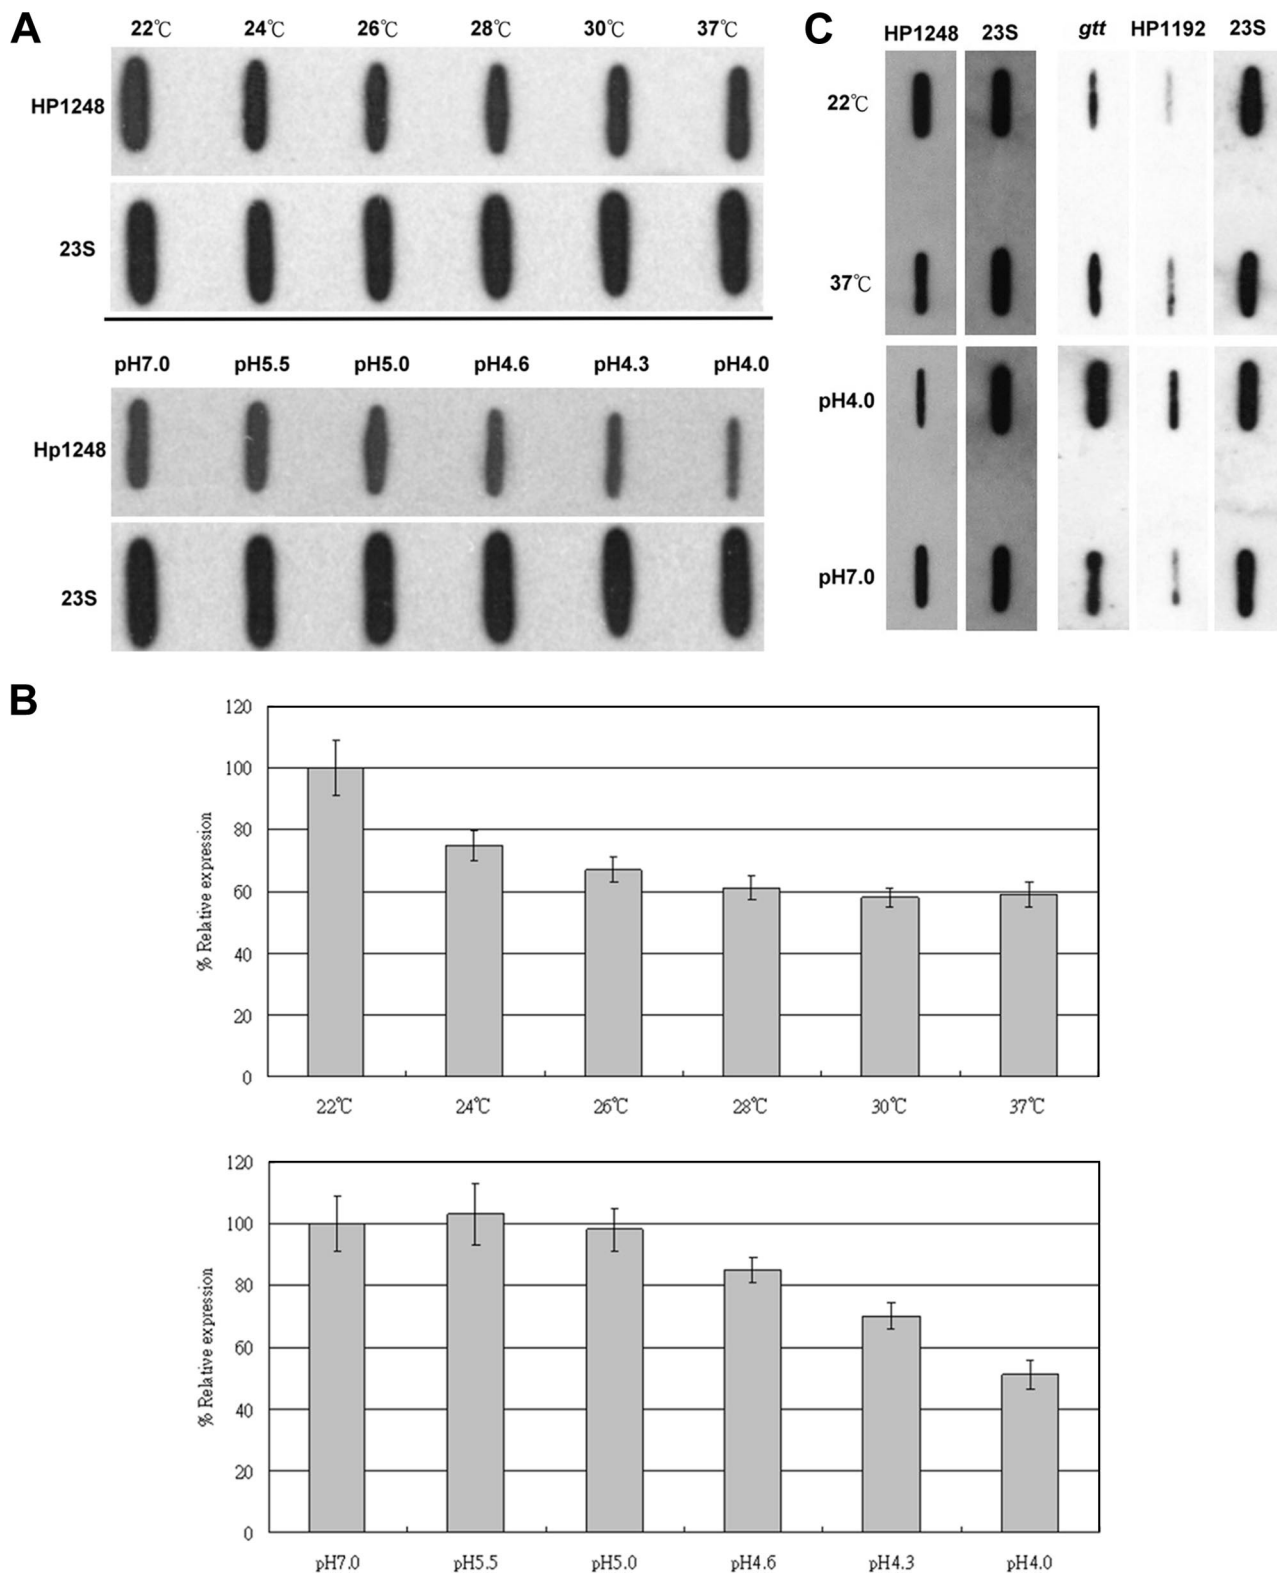 A
22℃ 24℃ 26℃ 28℃ 30℃ 37℃
HP1248
23S
pH7.0 pH5.5 pH5.0 pH4.6 pH4.3 pH4.0
Hp1248
23S
C
HP1248 23S gtt HP1192 23S
22℃
37℃
pH4.0
pH7.0
B
% Relative expression
120
100
80
60
40
20
0
22℃ 24℃ 26℃ 28℃ 30℃ 37℃
% Relative expression
120
100
80
60
40
20
0
pH7.0 pH5.5 pH5.0 pH4.6 pH4.3 pH4.0